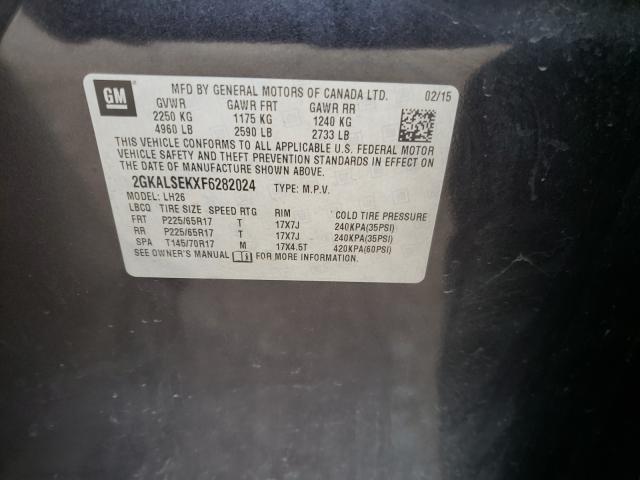 GM
MFD BY GENERAL MOTORS OF CANADA LTD. 02/15
GVWR GAWR FRT GAWR RR
2250 KG 1175 KG 1240 KG
4960 LB 2590 LB 2733 LB
THIS VEHICLE CONFORMS TO ALL APPLICABLE U.S. FEDERAL MOTOR
VEHICLE SAFETY AND THEFT PREVENTION STANDARDS IN EFFECT ON
THE DATE OF MANUFACTURE SHOWN ABOVE.
2GKALSEKXF6282024 TYPE: M.P.V.
MODEL: LH26
LBCQ TIRE SIZE SPEED RTG RIM COLD TIRE PRESSURE
FRT P225/65R17 T 17X7J 240KPA(35PSI)
RR P225/65R17 T 17X7J 240KPA(35PSI)
SPA T145/70R17 M 17X4.5T 420KPA(60PSI)
SEE OWNER'S MANUAL FOR MORE INFORMATION.